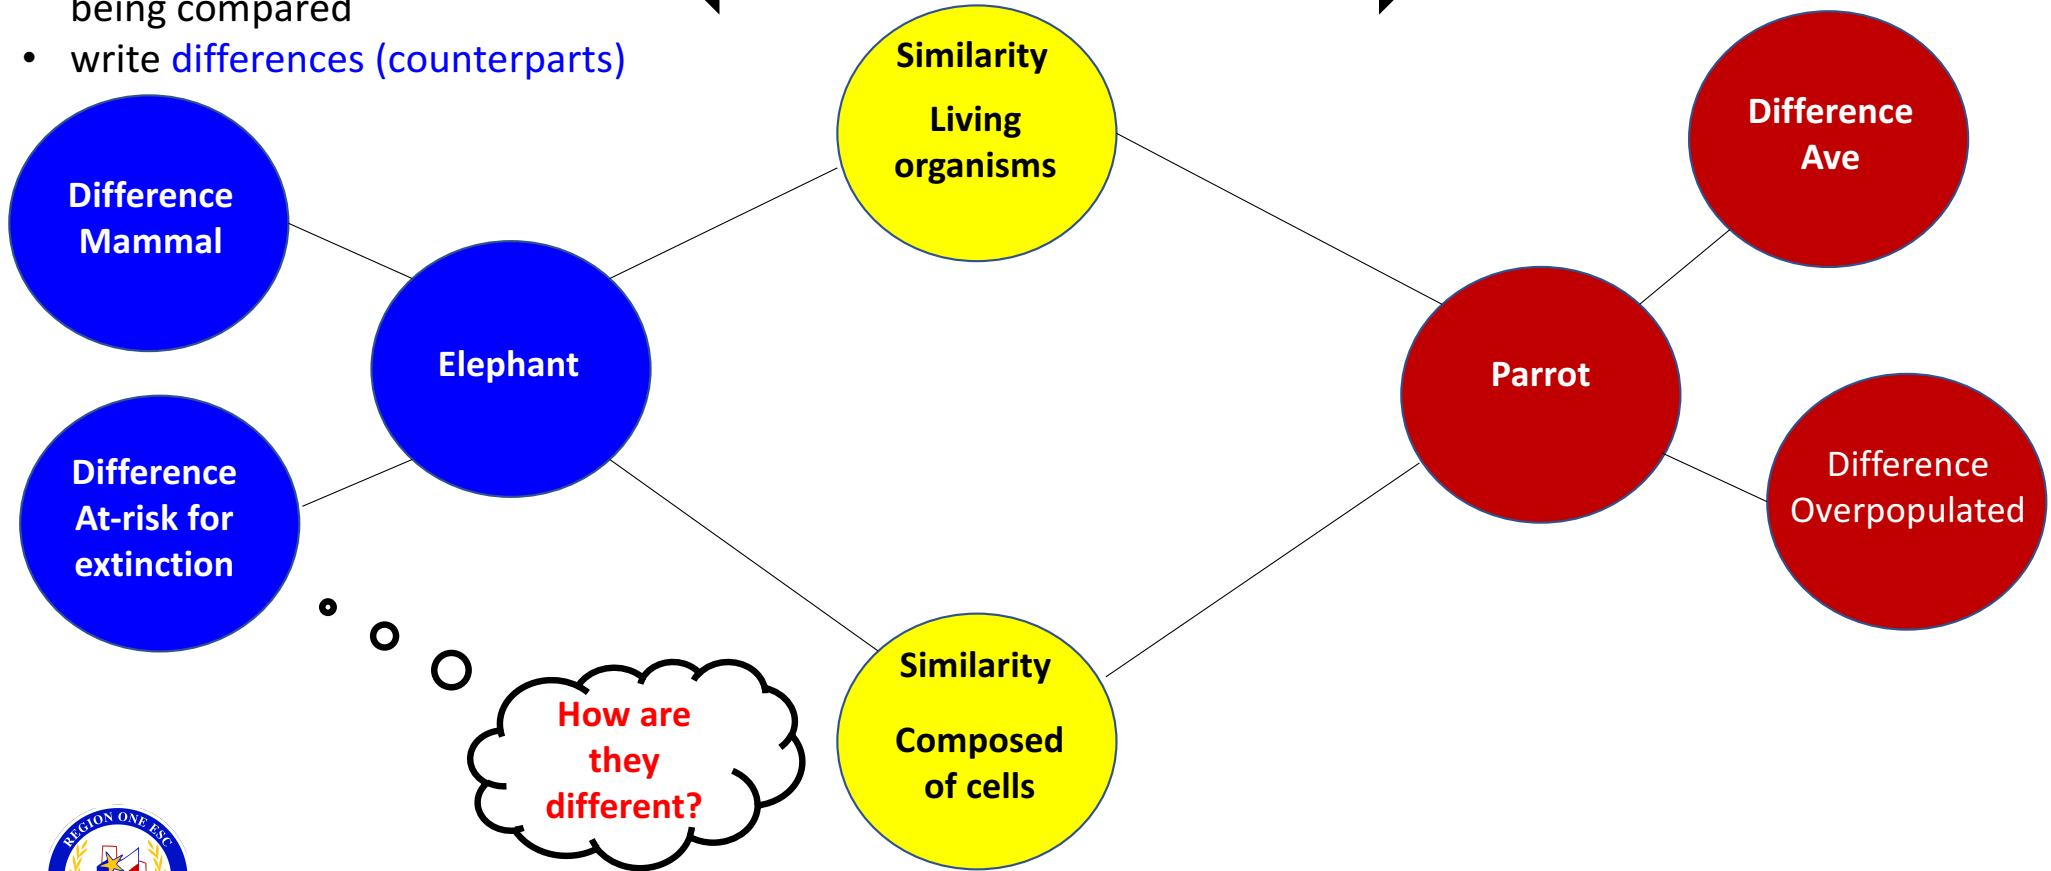 being compared
• write differences (counterparts)
Similarity
Living
organisms
Difference
Ave
Difference
Mammal
Elephant
Parrot
Difference
At-risk for
extinction
Difference
Overpopulated
How are
they
different?
Similarity
Composed
of cells
REGION ONE ESC